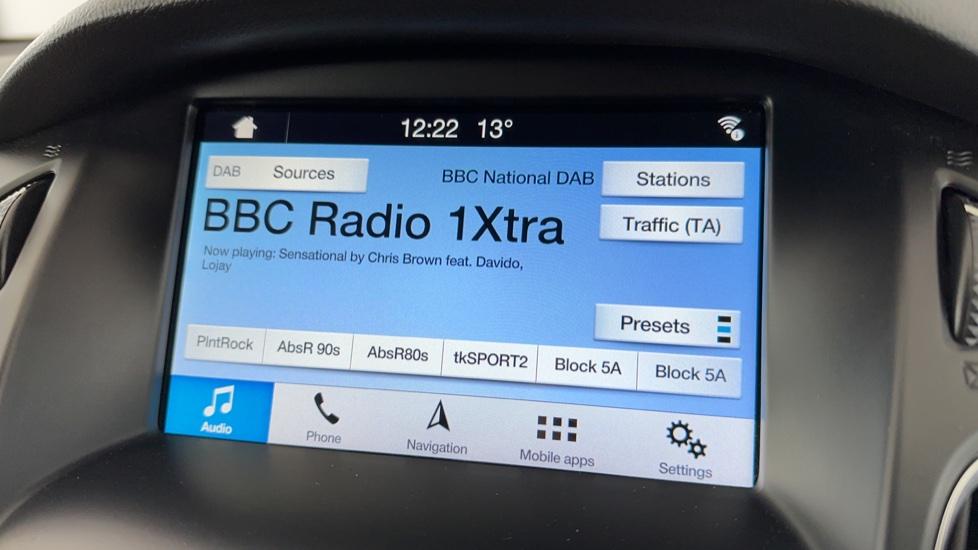 12:22 13°
DAB Sources
BBC National DAB
Stations
BBC Radio 1Xtra
Traffic (TA)
Now playing: Sensational by Chris Brown feat. Davido,
Lojay
Presets
PlntRock AbsR 90s AbsR80s tkSPORT2 Block 5A Block 5A
Audio Phone Navigation Mobile apps Settings